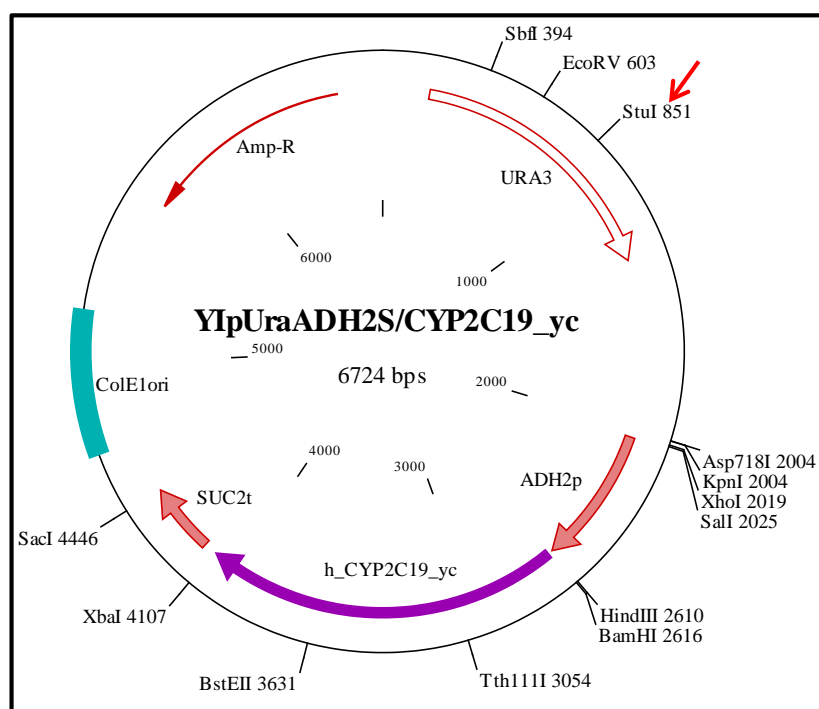 SbfI 394
EcoRV 603
StuI 851
Amp-R
URA3
6000
1000
YIpUraADH2S/CYP2C19_yc
6724 bps
5000
2000
ColE1ori
4000
3000
ADH2p
Asp718I 2004
KpnI 2004
XhoI 2019
SalI 2025
SUC2t
SacI 4446
h_CYP2C19_yc
XbaI 4107
HindIII 2610
BamHI 2616
BstEII 3631
Tth111I 3054